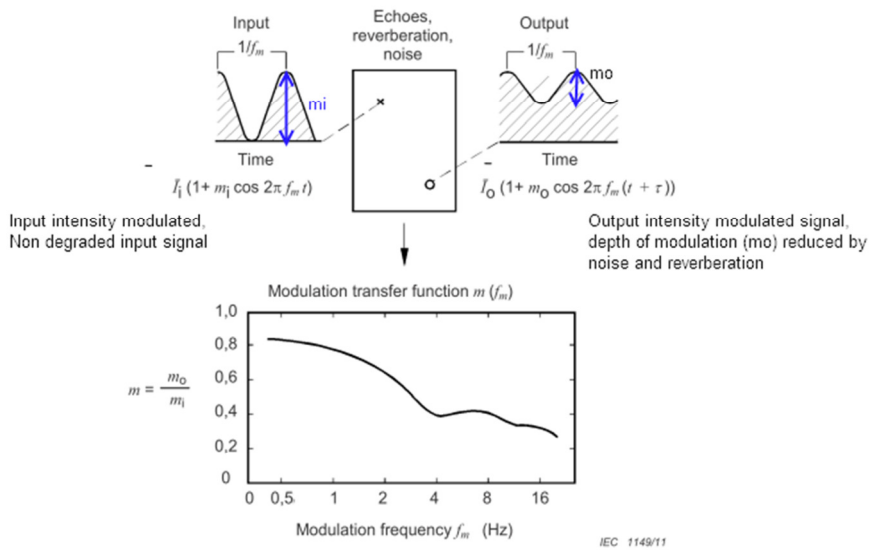 Input
Echoes,
reverberation,
noise
Output
1/fm
mi
1/fm
mo
Time
Time
Īi (1+ mi cos 2π fm t)
Īo (1+ mo cos 2π fm (t + τ))
Input intensity modulated,
Non degraded input signal
Output intensity modulated signal,
depth of modulation (mo) reduced by
noise and reverberation
Modulation transfer function m (fm)
1,0
0,8
0,6
0,4
0,2
0
m = mo/mi
0 0,5 1 2 4 8 16
Modulation frequency fm (Hz)
IEC 1149/11